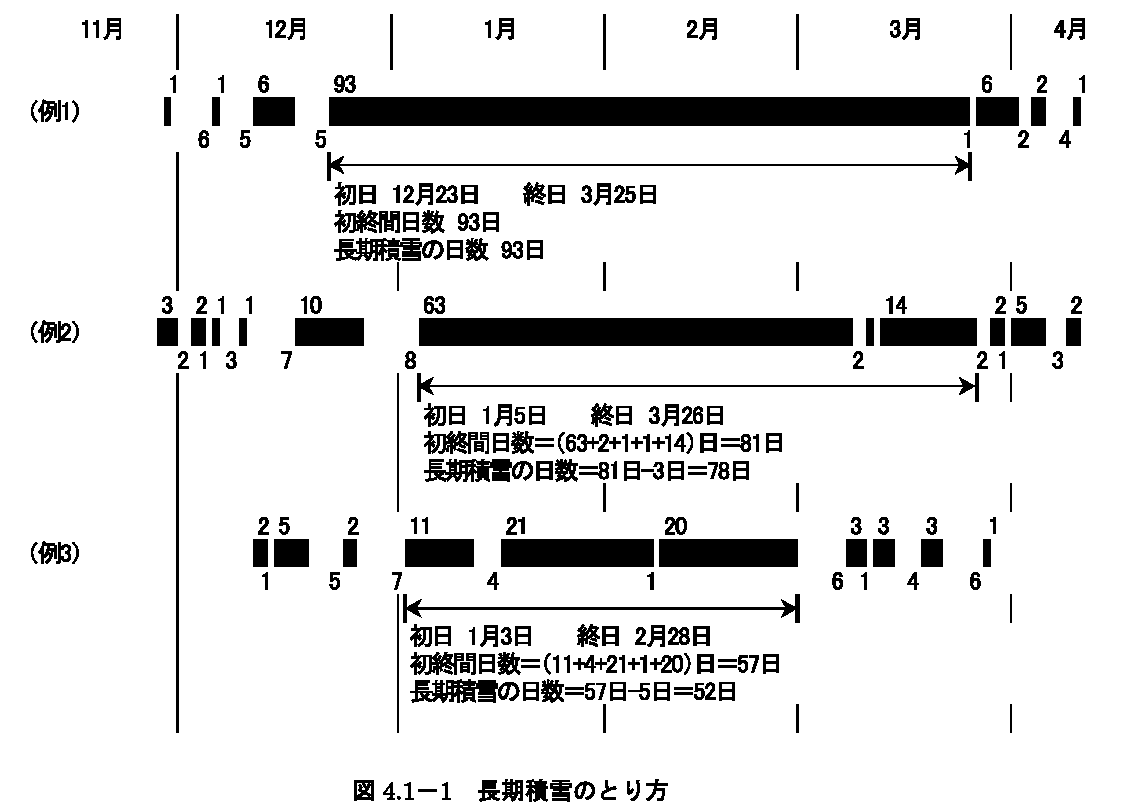 11月 12月 1月 2月 3月 4月
1 1 6 93 6 2 1
(例1)
6 5 5 1 2 4
初日 12月23日 終日 3月25日
初終間日数 93日
長期積雪の日数 93日
3 2 1 1 10 63 14 2 5 2
(例2)
2 1 3 7 8 2 2 1 3
初日 1月5日 終日 3月26日
初終間日数=(63+2+1+1+14)日=81日
長期積雪の日数=81日-3日=78日
2 5 2 11 21 20 3 3 3 1
(例3)
1 5 7 4 1 6 1 4 6
初日 1月3日 終日 2月28日
初終間日数=(11+4+21+1+20)日=57日
長期積雪の日数=57日-5日=52日
図 4.1-1 長期積雪のとり方